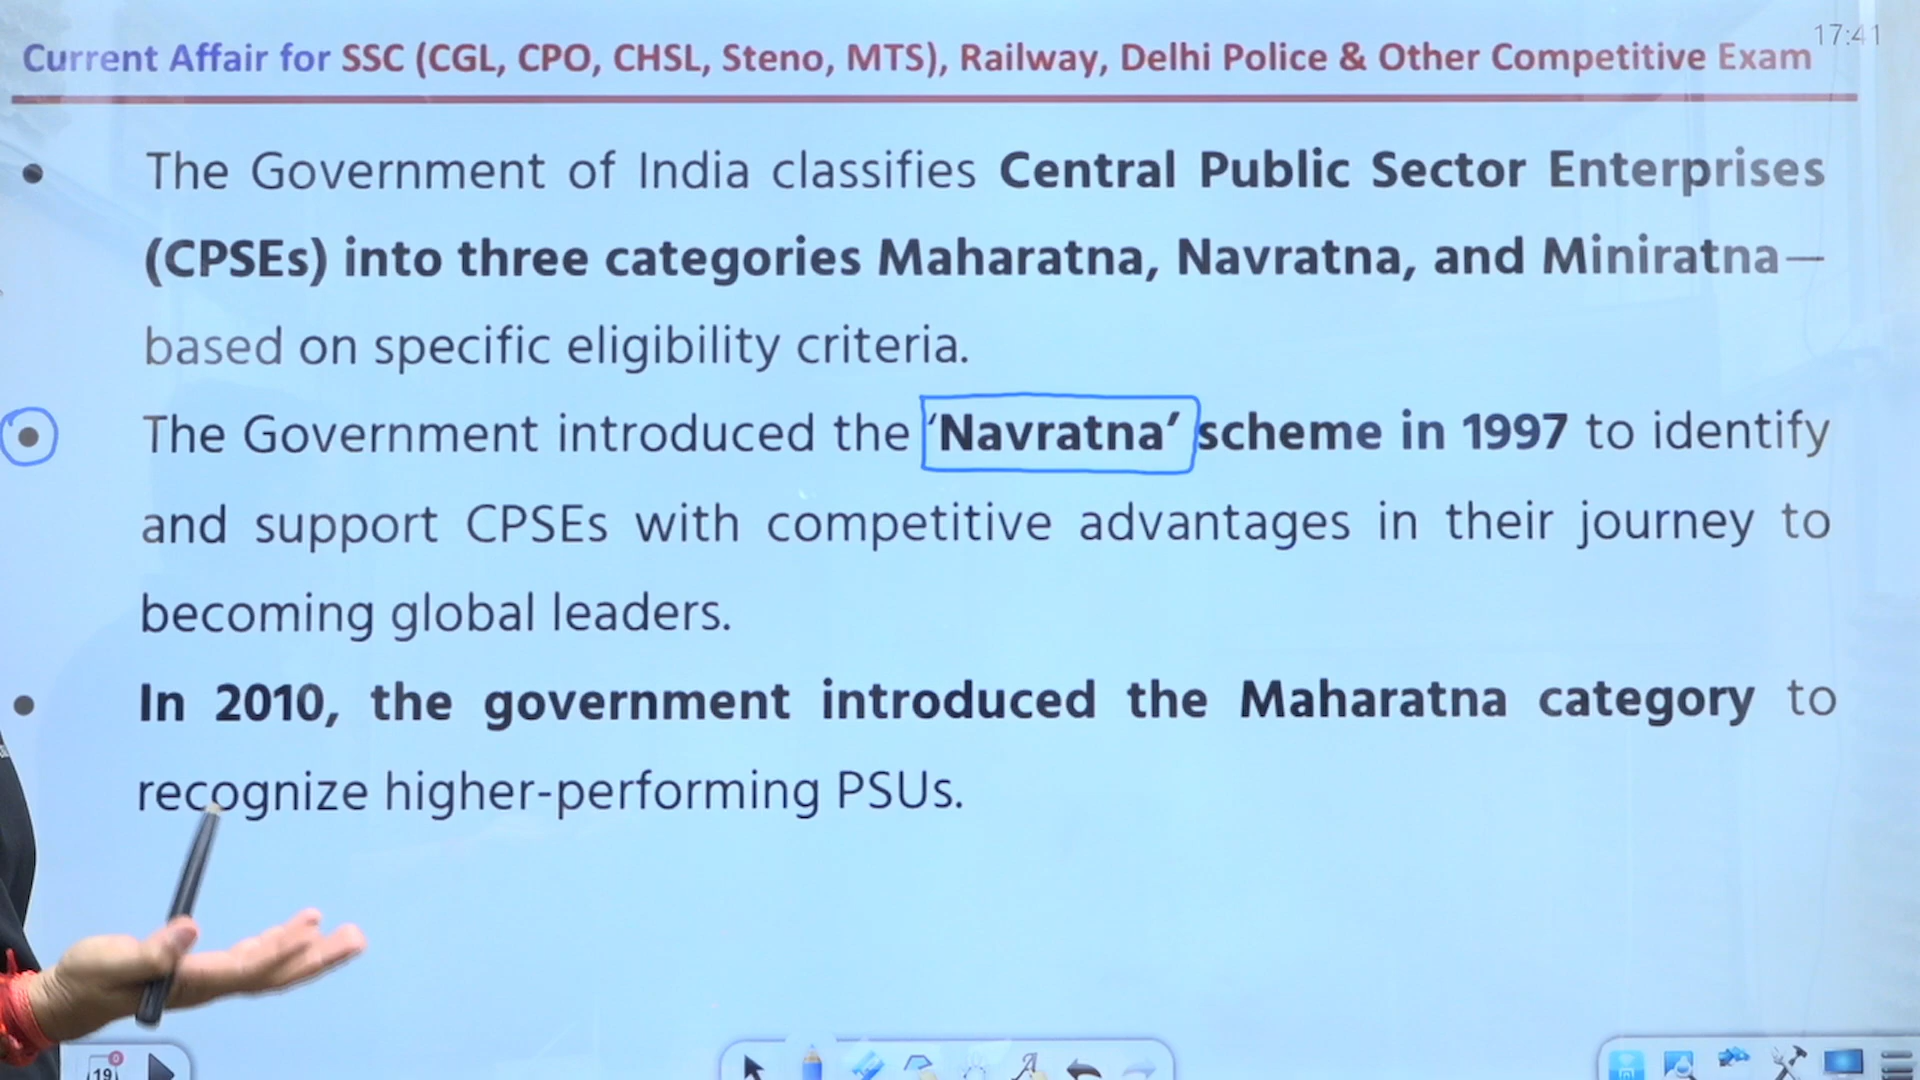 17:41
Current Affair for SSC (CGL, CPO, CHSL, Steno, MTS), Railway, Delhi Police & Other Competitive Exam
• The Government of India classifies Central Public Sector Enterprises
(CPSEs) into three categories Maharatna, Navratna, and Miniratna—
based on specific eligibility criteria.
• The Government introduced the ‘Navratna’ scheme in 1997 to identify
and support CPSEs with competitive advantages in their journey to
becoming global leaders.
• In 2010, the government introduced the Maharatna category to
recognize higher-performing PSUs.
0
19